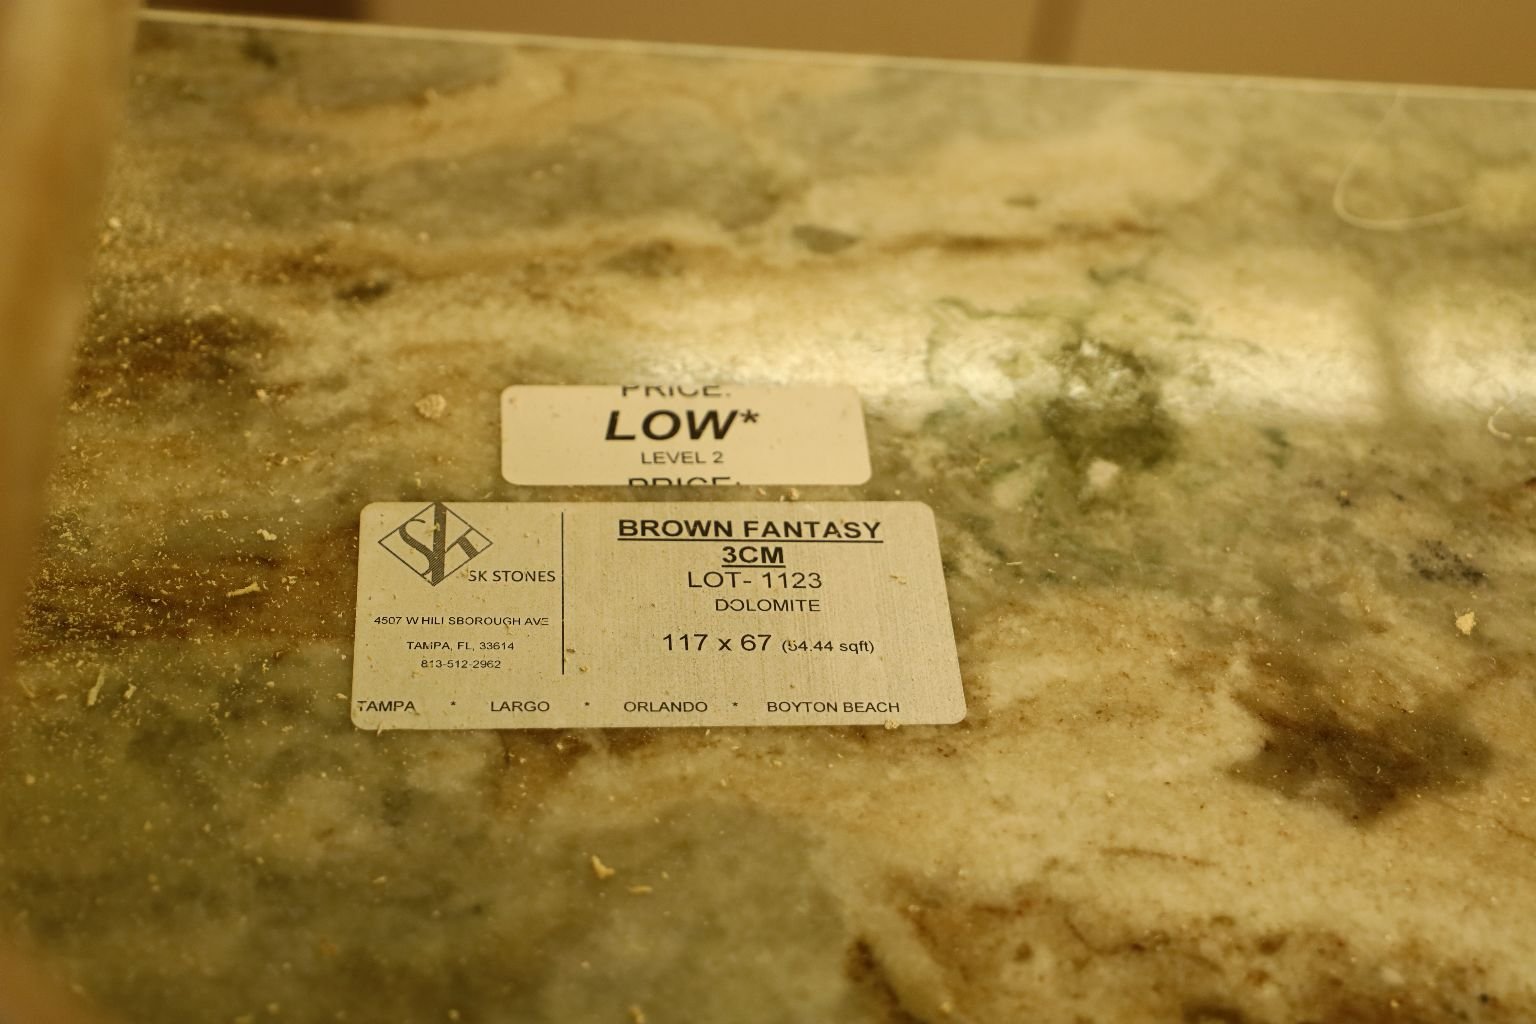 PRICE:
LOW*
LEVEL 2
PRICE:
SK
SK STONES
4507 W HILLSBOROUGH AVE
TAMPA, FL, 33614
813-512-2962
BROWN FANTASY
3CM
LOT- 1123
DOLOMITE
117 x 67 (54.44 sqft)
TAMPA * LARGO * ORLANDO * BOYTON BEACH